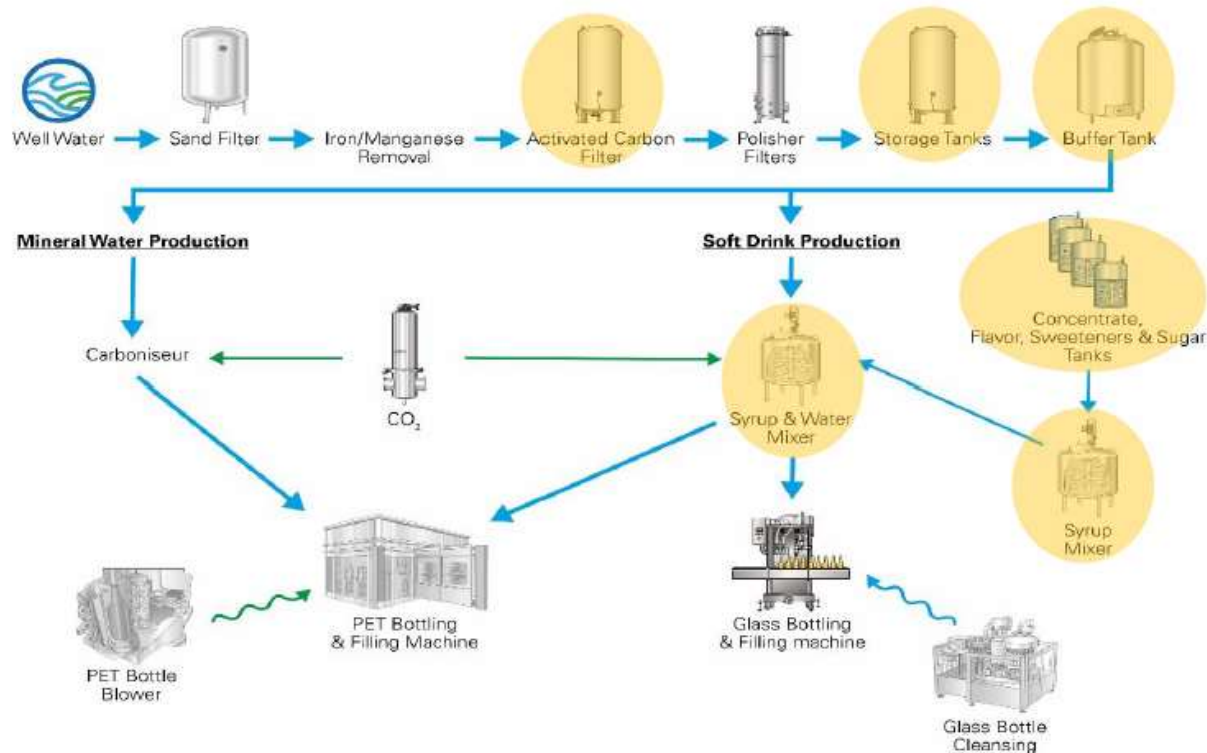 Well Water
Sand Filter
Iron/Manganese
Removal
Activated Carbon
Filter
Polisher
Filters
Storage Tanks
Buffer Tank
Mineral Water Production
Soft Drink Production
Concentrate,
Flavor, Sweeteners & Sugar
Tanks
Carboniseur
CO₂
Syrup & Water
Mixer
Syrup
Mixer
PET Bottling
& Filling Machine
Glass Bottling
& Filling machine
PET Bottle
Blower
Glass Bottle
Cleansing